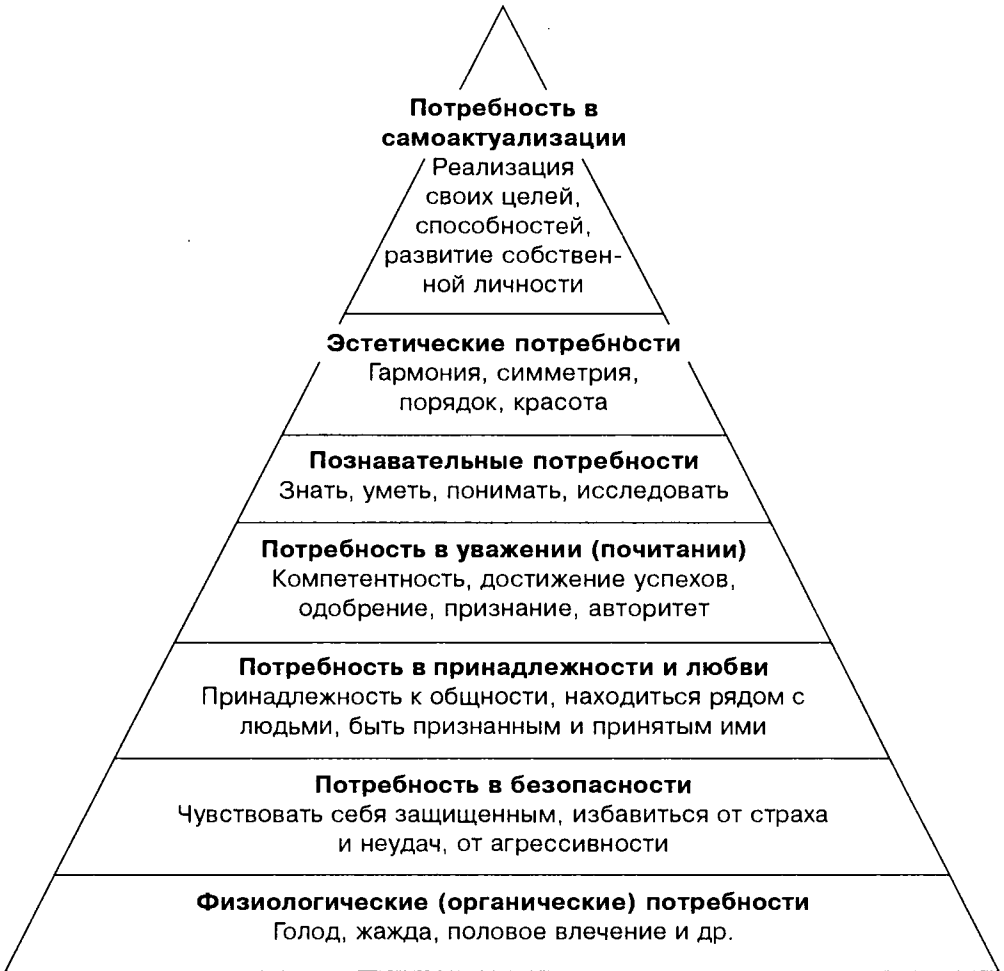 Потребность в
самоактуализации
Реализация
своих целей,
способностей,
развитие собствен-
ной личности
Эстетические потребности
Гармония, симметрия,
порядок, красота
Познавательные потребности
Знать, уметь, понимать, исследовать
Потребность в уважении (почитании)
Компетентность, достижение успехов,
одобрение, признание, авторитет
Потребность в принадлежности и любви
Принадлежность к общности, находиться рядом с
людьми, быть признанным и принятым ими
Потребность в безопасности
Чувствовать себя защищенным, избавиться от страха
и неудач, от агрессивности
Физиологические (органические) потребности
Голод, жажда, половое влечение и др.